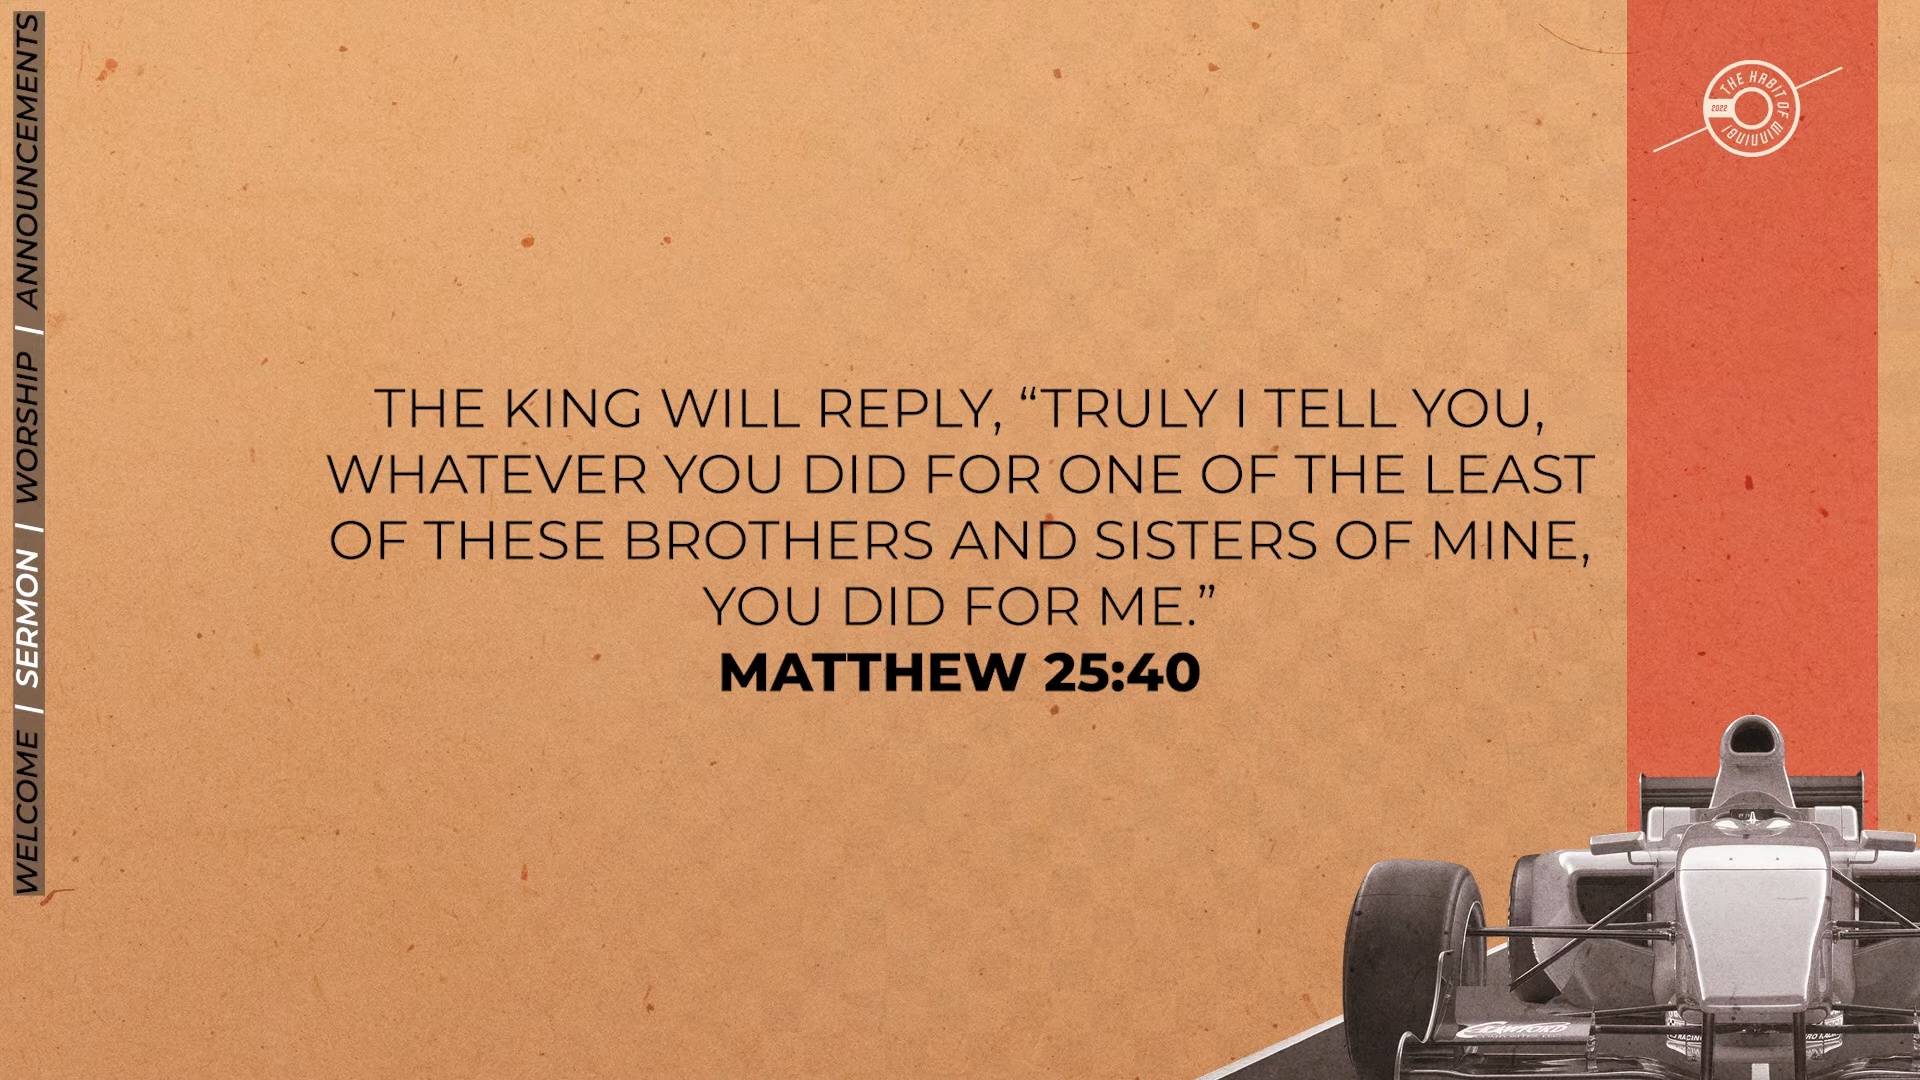 WELCOME | SERMON | WORSHIP | ANNOUNCEMENTS
THE HABIT OF WINNING!
2022
THE KING WILL REPLY, “TRULY I TELL YOU,
WHATEVER YOU DID FOR ONE OF THE LEAST
OF THESE BROTHERS AND SISTERS OF MINE,
YOU DID FOR ME.”
MATTHEW 25:40
CRAWFORD
RACING